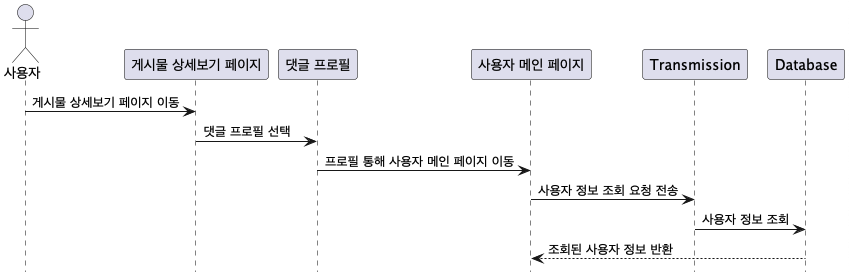 사용자
게시물 상세보기 페이지
댓글 프로필
사용자 메인 페이지
Transmission
Database
게시물 상세보기 페이지 이동
댓글 프로필 선택
프로필 통해 사용자 메인 페이지 이동
사용자 정보 조회 요청 전송
사용자 정보 조회
조회된 사용자 정보 반환